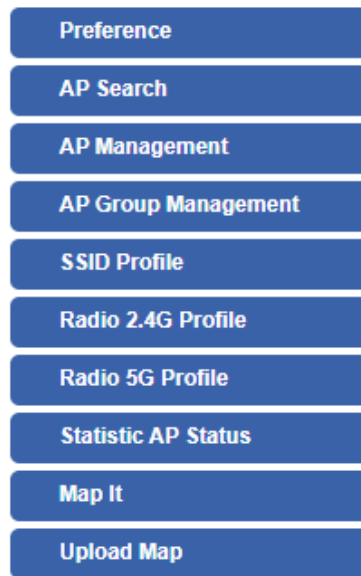 Preference
AP Search
AP Management
AP Group Management
SSID Profile
Radio 2.4G Profile
Radio 5G Profile
Statistic AP Status
Map It
Upload Map